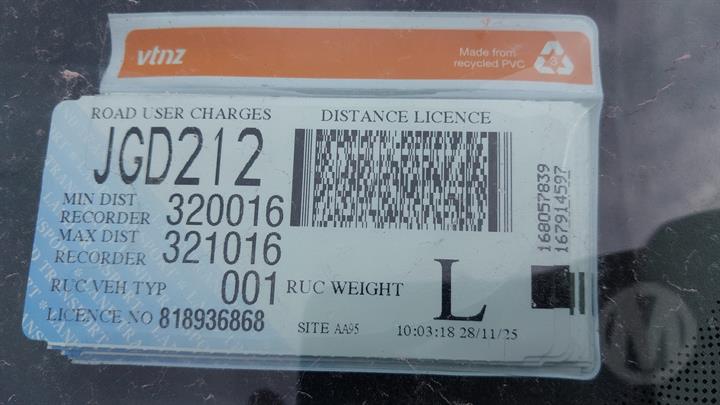 vtnz
Made from
recycled PVC
3
ROAD USER CHARGES
DISTANCE LICENCE
JGD212
MIN DIST
RECORDER 320016
MAX DIST
RECORDER 321016
RUC VEH TYP 001
RUC WEIGHT L
LICENCE NO 818936868
SITE AA95
10:03:18 28/11/25
168057839
167914597